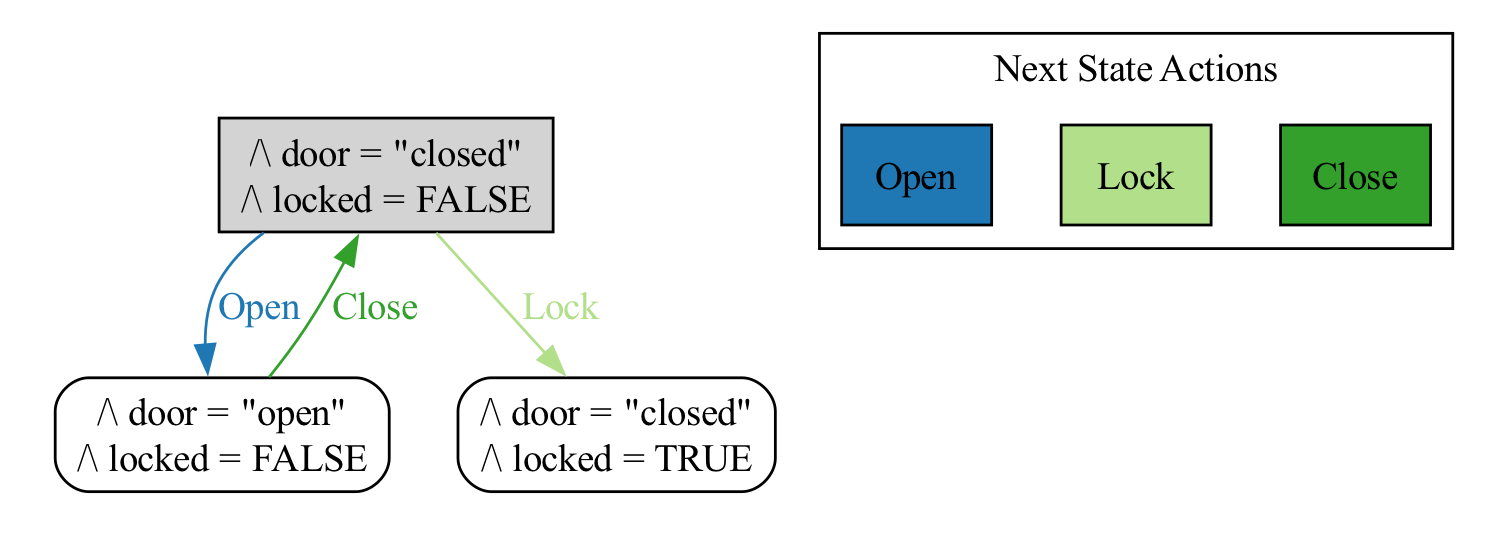 Next State Actions
Open
Lock
Close
/\ door = "closed"
/\ locked = FALSE
Open
Close
Lock
/\ door = "open"
/\ locked = FALSE
/\ door = "closed"
/\ locked = TRUE